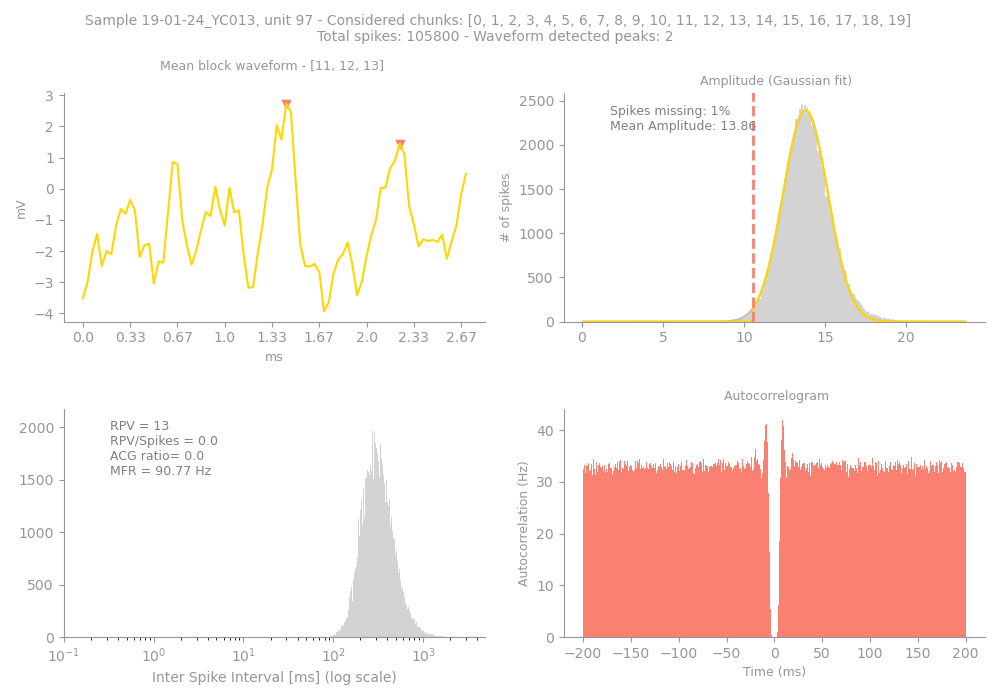 Sample 19-01-24_YC013, unit 97 - Considered chunks: [0, 1, 2, 3, 4, 5, 6, 7, 8, 9, 10, 11, 12, 13, 14, 15, 16, 17, 18, 19]
Total spikes: 105800 - Waveform detected peaks: 2
Mean block waveform - [11, 12, 13]
3
2
1
0
−1
−2
−3
−4
mV
0.0 0.33 0.67 1.0 1.33 1.67 2.0 2.33 2.67
ms
Amplitude (Gaussian fit)
Spikes missing: 1%
Mean Amplitude: 13.86
2500
2000
1500
1000
500
0
# of spikes
0 5 10 15 20
RPV = 13
RPV/Spikes = 0.0
ACG ratio= 0.0
MFR = 90.77 Hz
2000
1500
1000
500
0
10⁻¹ 10⁰ 10¹ 10² 10³
Inter Spike Interval [ms] (log scale)
Autocorrelogram
40
30
20
10
0
Autocorrelation (Hz)
−200 −150 −100 −50 0 50 100 150 200
Time (ms)